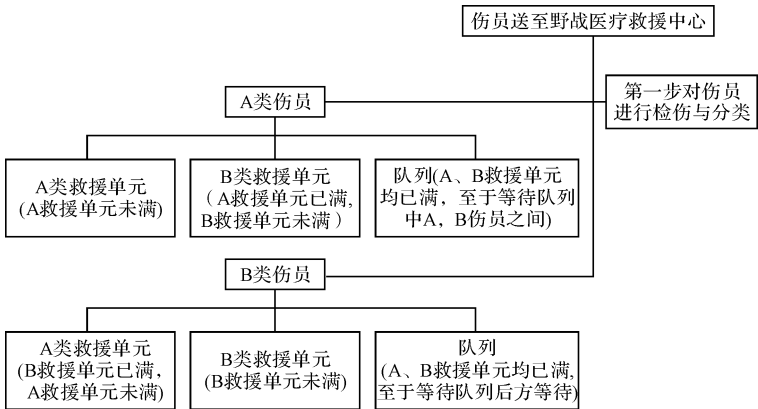 伤员送至野战医疗救援中心
第一步对伤员
进行检伤与分类
A类伤员
A类救援单元
(A救援单元未满)
B类救援单元
（A救援单元已满,
B救援单元未满）
队列(A、B救援单元
均已满，至于等待队列
中A，B伤员之间)
B类伤员
A类救援单元
(B救援单元已满，
A救援单元未满)
B类救援单元
(B救援单元未满)
队列
(A、B救援单元均已满,
至于等待队列后方等待)